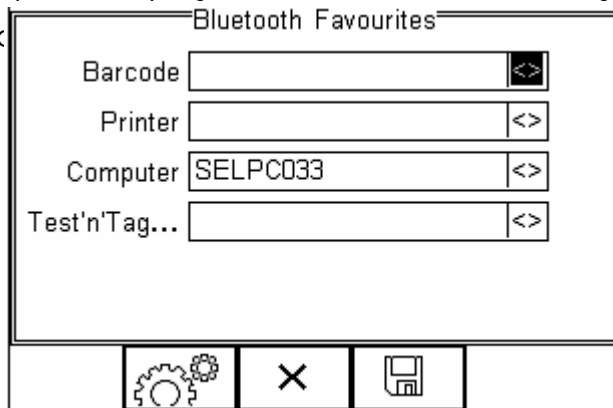 Bluetooth Favourites
Barcode <>
Printer <>
Computer SELPC033 <>
Test'n'Tag... <>